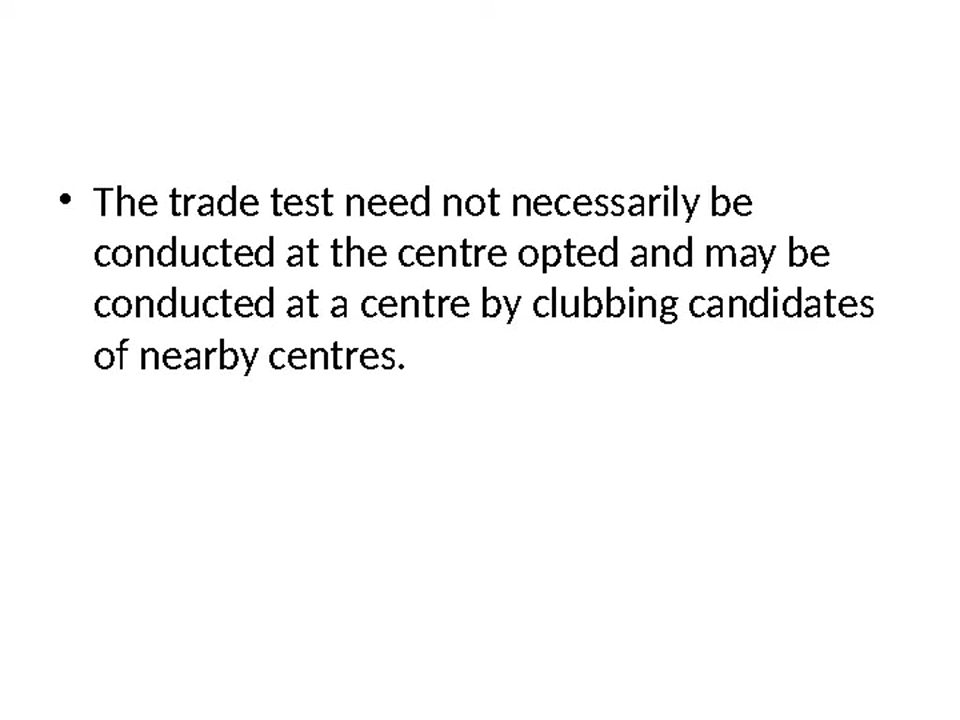 • The trade test need not necessarily be
conducted at the centre opted and may be
conducted at a centre by clubbing candidates
of nearby centres.